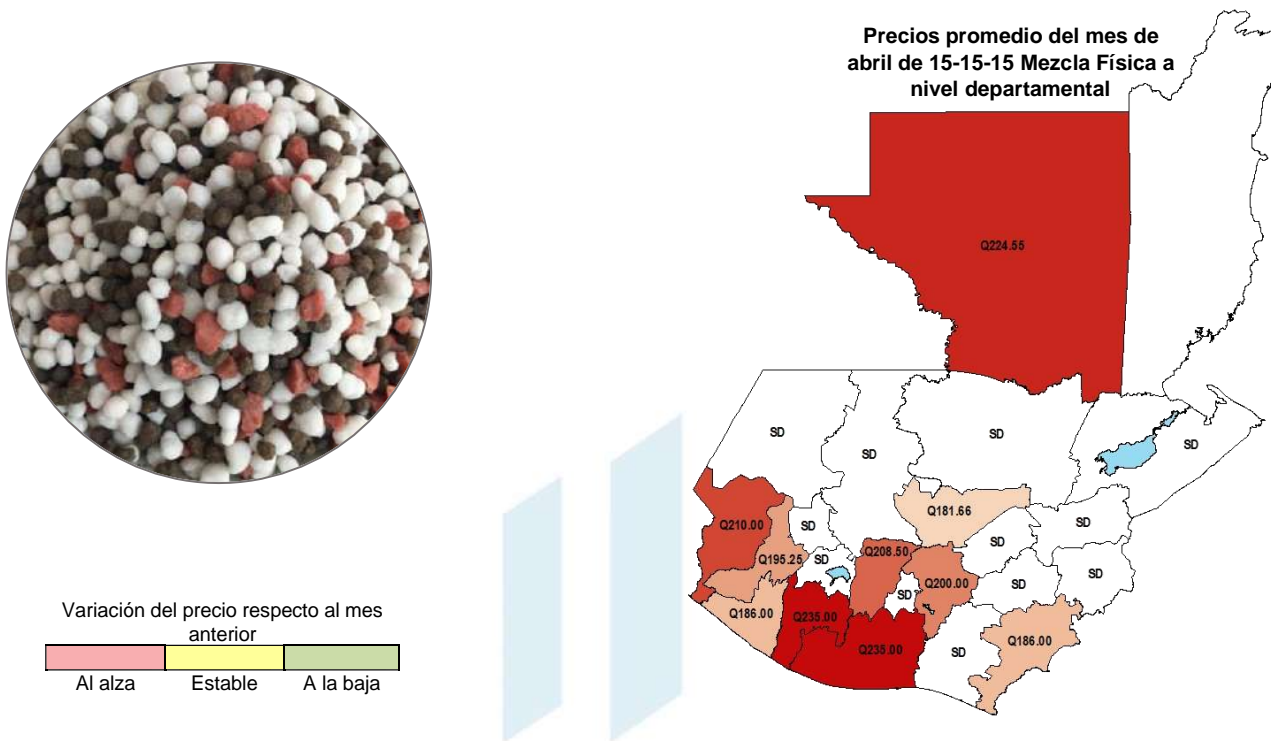 Precios promedio del mes de
abril de 15-15-15 Mezcla Física a
nivel departamental
Q224.55
SD
SD
SD
SD
Q181.66
Q210.00
SD
SD
SD
Q195.25
SD
Q208.50
Q200.00
SD
SD
SD
Q186.00
Q235.00
Q235.00
SD
Q186.00
Variación del precio respecto al mes
anterior
Al alza Estable A la baja